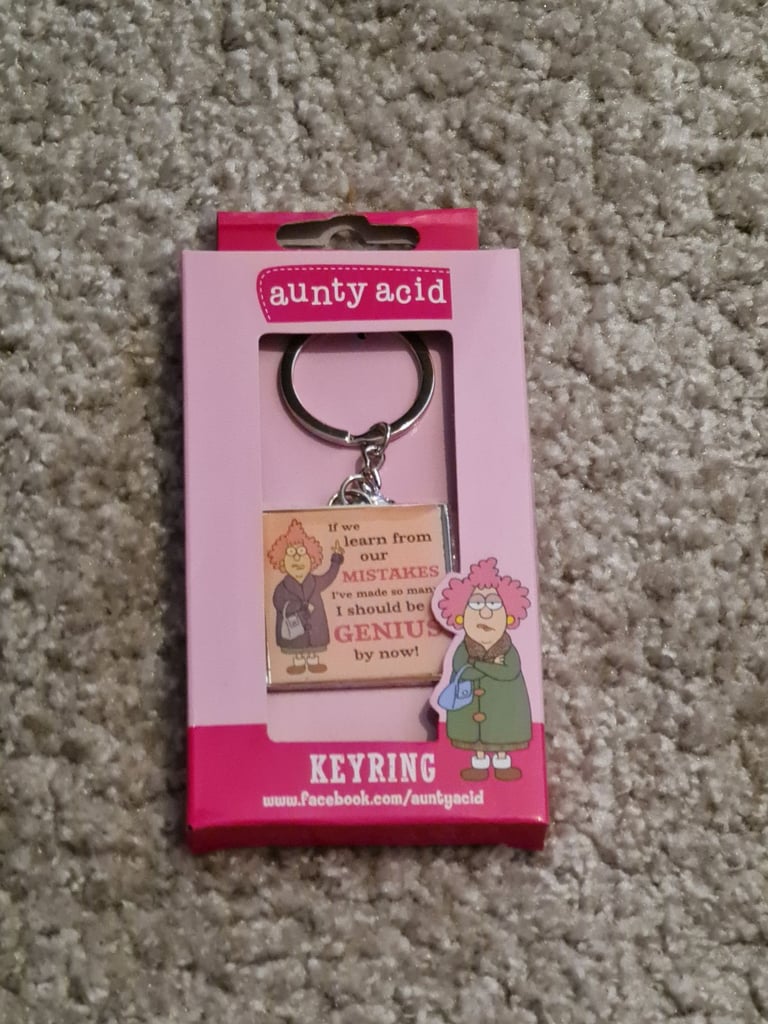 aunty acid
If we
learn from
our
MISTAKES
I've made so many
I should be
GENIUS
by now!
KEYRING
www.facebook.com/auntyacid